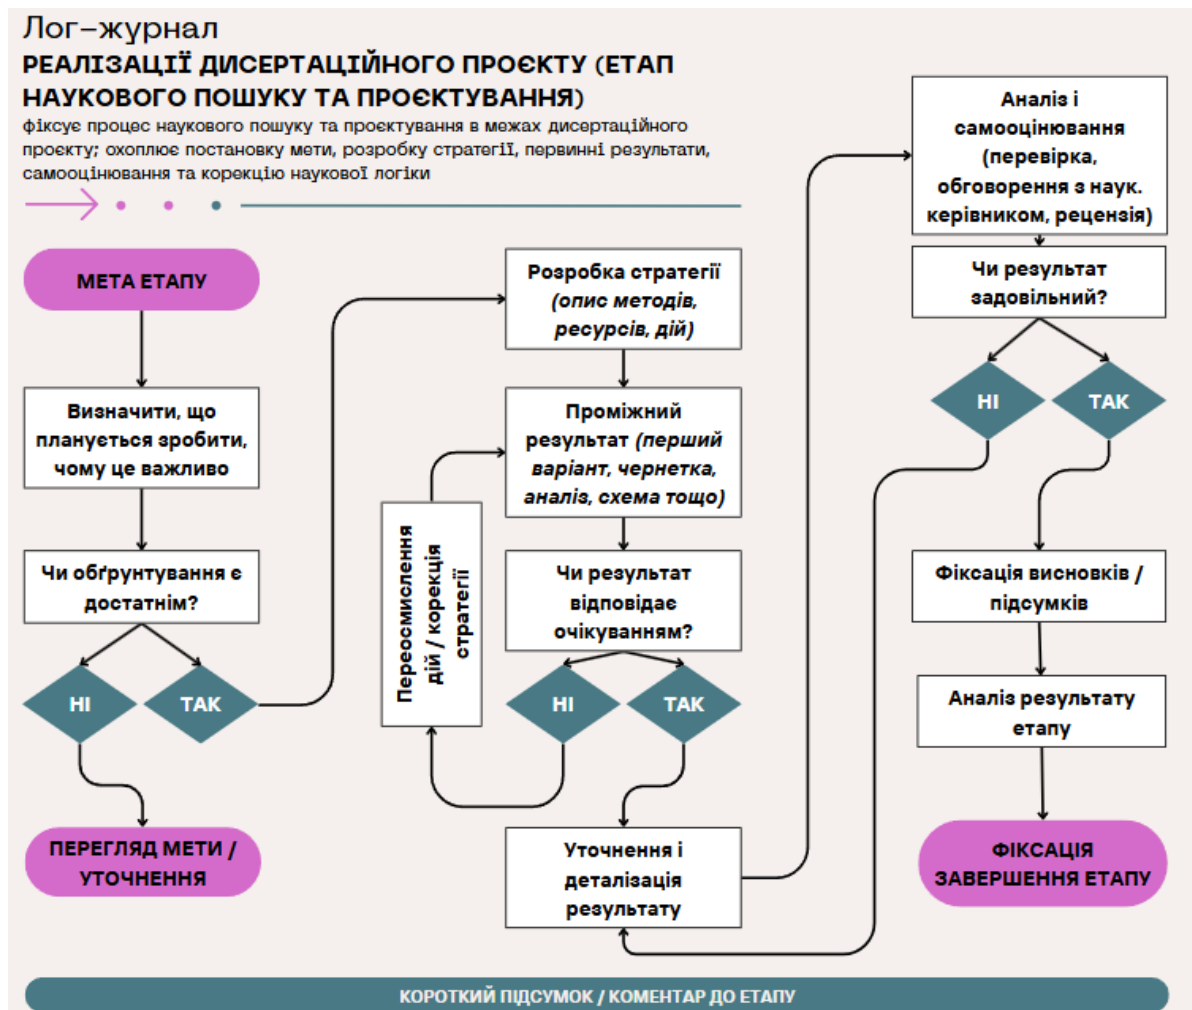 Лог–журнал
РЕАЛІЗАЦІЇ ДИСЕРТАЦІЙНОГО ПРОЄКТУ (ЕТАП
НАУКОВОГО ПОШУКУ ТА ПРОЄКТУВАННЯ)
фіксує процес наукового пошуку та проєктування в межах дисертаційного
проєкту; охоплює постановку мети, розробку стратегії, первинні результати,
самооцінювання та корекцію наукової логіки
МЕТА ЕТАПУ
Визначити, що
планується зробити,
чому це важливо
Чи обґрунтування є
достатнім?
НІ
ТАК
ПЕРЕГЛЯД МЕТИ /
УТОЧНЕННЯ
Розробка стратегії
(опис методів,
ресурсів, дій)
Проміжний
результат (перший
варіант, чернетка,
аналіз, схема тощо)
Переосмислення
дій / корекція
стратегії
Чи результат
відповідає
очікуванням?
НІ
ТАК
Уточнення і
деталізація
результату
Аналіз і
самооцінювання
(перевірка,
обговорення з наук.
керівником, рецензія)
Чи результат
задовільний?
НІ
ТАК
Фіксація висновків /
підсумків
Аналіз результату
етапу
ФІКСАЦІЯ
ЗАВЕРШЕННЯ ЕТАПУ
КОРОТКИЙ ПІДСУМОК / КОМЕНТАР ДО ЕТАПУ